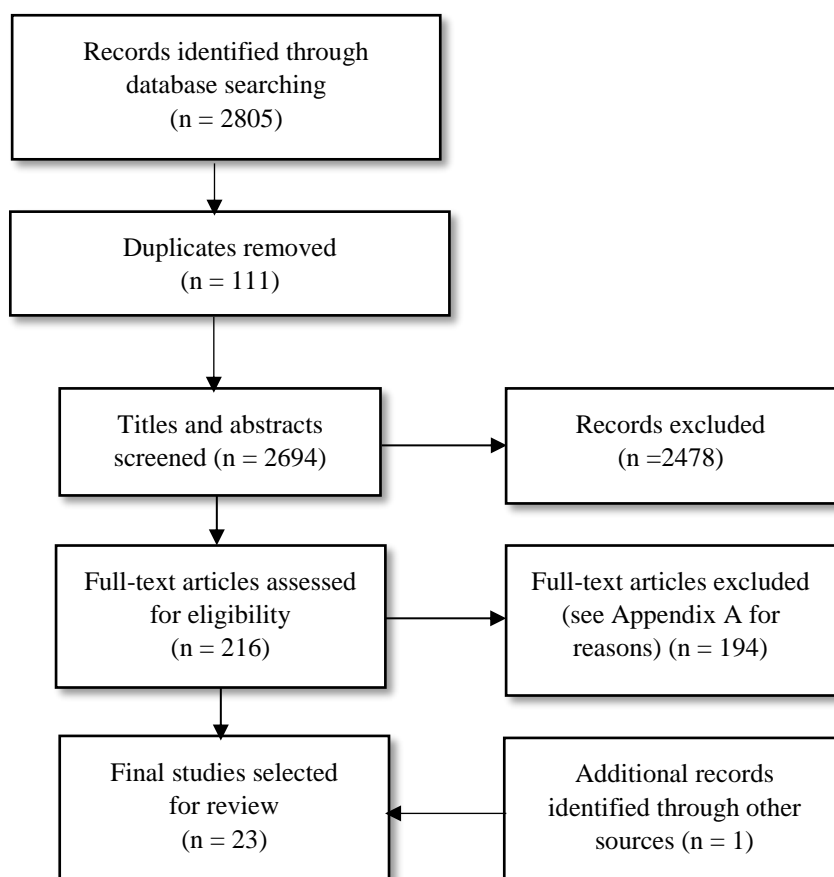 Records identified through
database searching
(n = 2805)
Duplicates removed
(n = 111)
Titles and abstracts
screened (n = 2694)
Records excluded
(n =2478)
Full-text articles assessed
for eligibility
(n = 216)
Full-text articles excluded
(see Appendix A for
reasons) (n = 194)
Final studies selected
for review
(n = 23)
Additional records
identified through other
sources (n = 1)